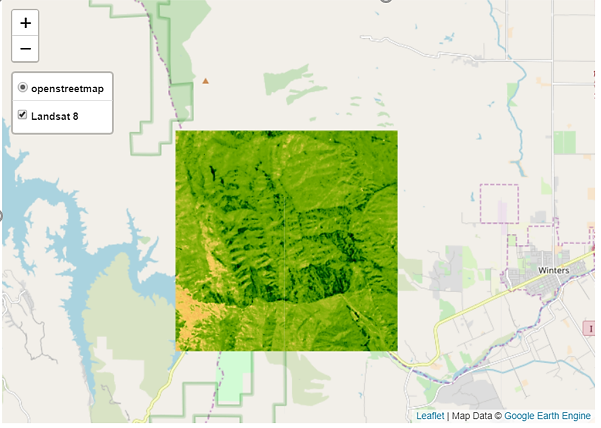 +
−
openstreetmap
Landsat 8
Winters
I
Leaflet | Map Data © Google Earth Engine